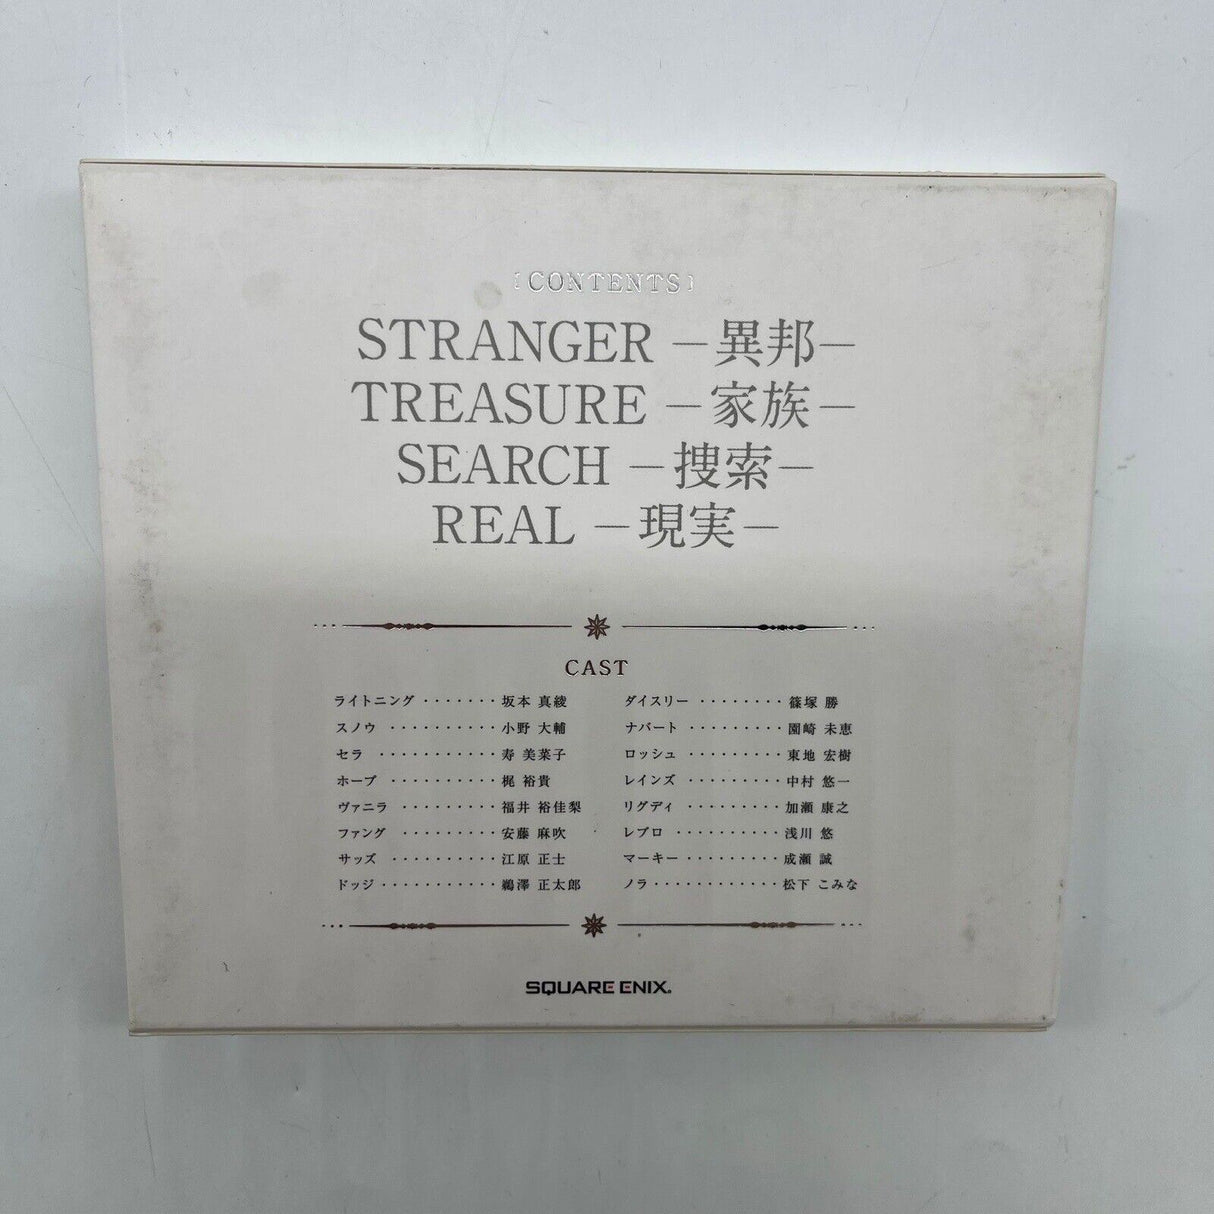 [CONTENTS]
STRANGER －異邦－
TREASURE －家族－
SEARCH －捜索－
REAL －現実－
CAST
ライトニング ・・・・・・・ 坂本 真綾
スノウ ・・・・・・・・・・ 小野 大輔
セラ ・・・・・・・・・・・ 寿 美菜子
ホープ ・・・・・・・・・・ 梶 裕貴
ヴァニラ ・・・・・・・・・ 福井 裕佳梨
ファング ・・・・・・・・・ 安藤 麻吹
サッズ ・・・・・・・・・・ 江原 正士
ドッジ ・・・・・・・・・・・ 鵜澤 正太郎
ダイスリー ・・・・・・・・ 篠塚 勝
ナバート ・・・・・・・・・ 園崎 未恵
ロッシュ ・・・・・・・・・ 東地 宏樹
レインズ ・・・・・・・・・ 中村 悠一
リグディ ・・・・・・・・・ 加瀬 康之
レブロ ・・・・・・・・・・ 浅川 悠
マーキー ・・・・・・・・・ 成瀬 誠
ノラ ・・・・・・・・・・・・ 松下 こみな
SQUARE ENIX.